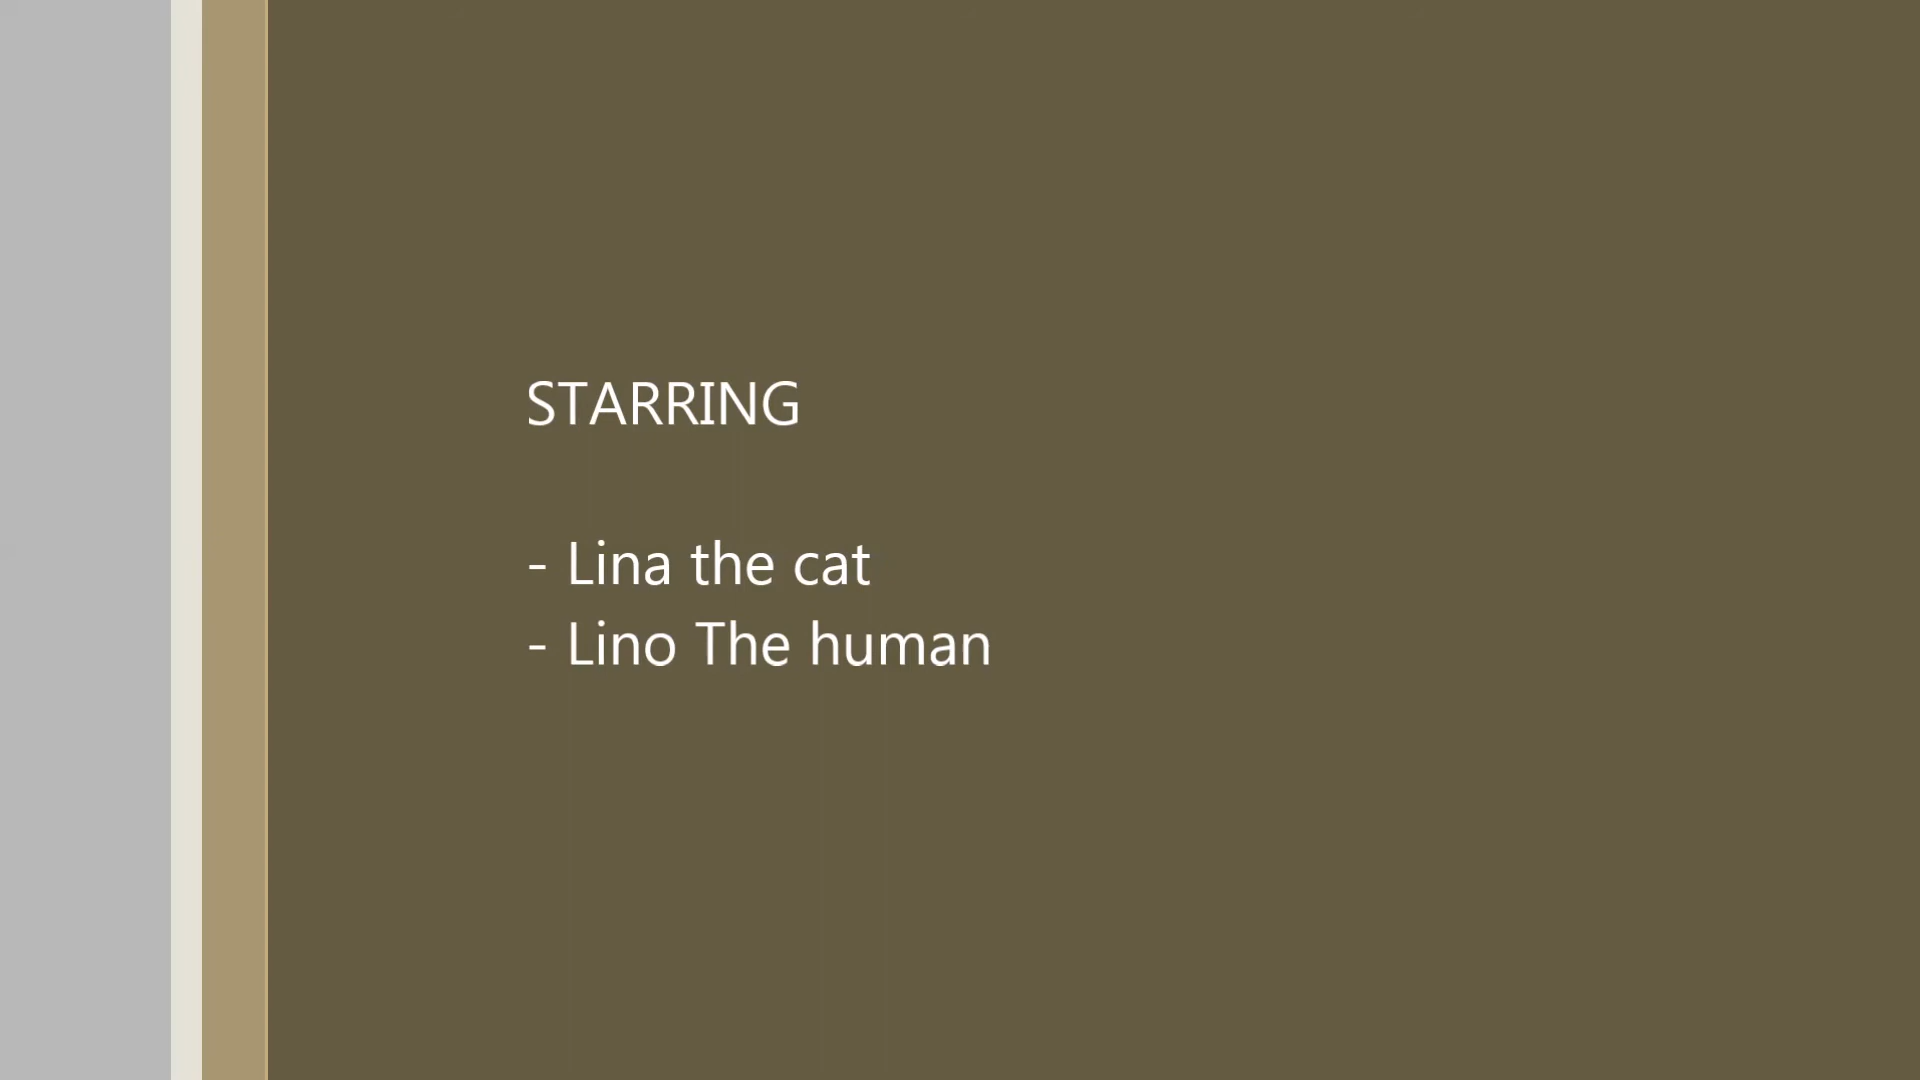 STARRING
- Lina the cat
- Lino The human